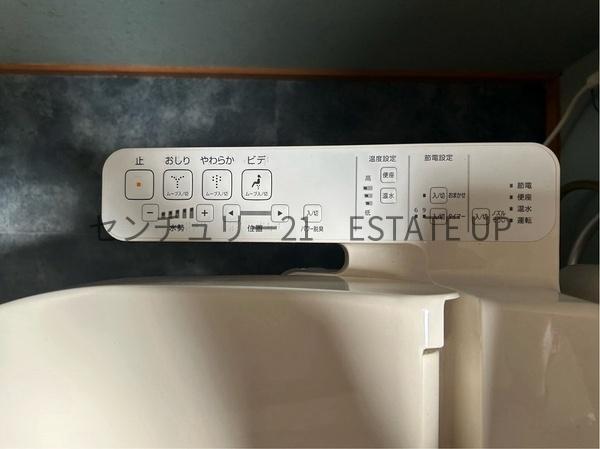 止 おしり やわらか ビデ
ムーブ入/切 ムーブ入/切 ムーブ入/切
水勢 位置 入/切
パワー脱臭
温度設定
高
便座
温水
低
節電設定
入/切 おまかせ
6 入/切 タイマー
入/切
節電
便座
温水
運転
センチュリー21 ESTATE UP